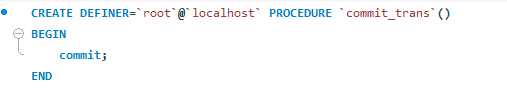 CREATE DEFINER=`root`@`localhost` PROCEDURE `commit_trans`()
BEGIN
commit;
END